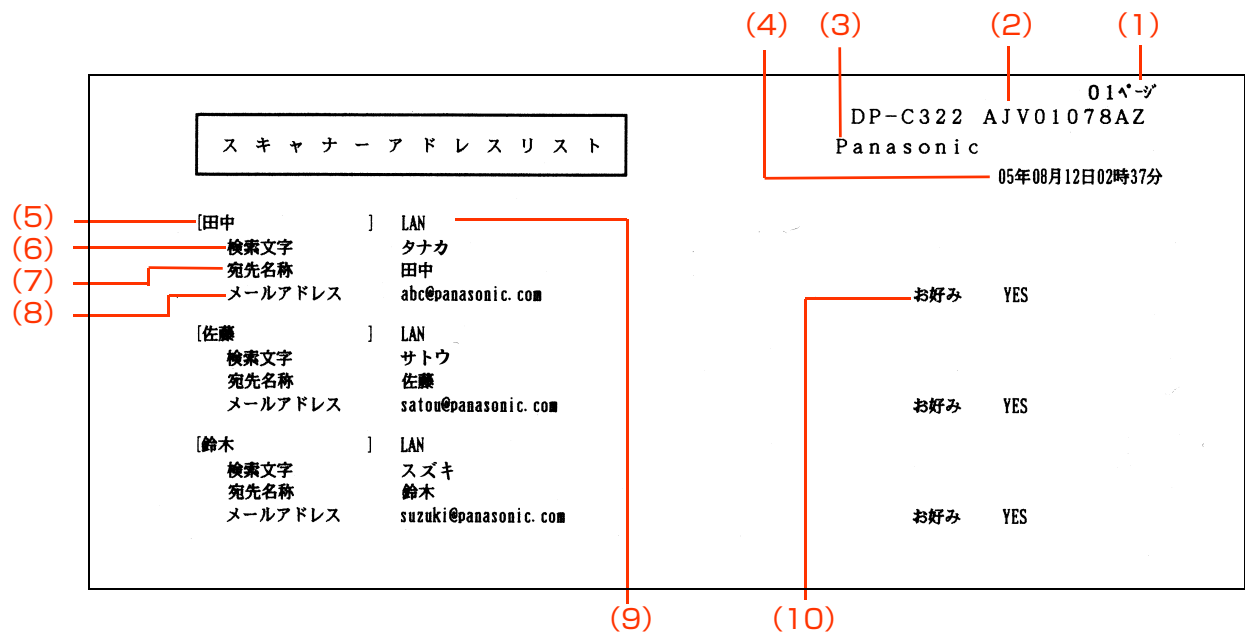 (4) (3) (2) (1)
01ページ
DP-C322 AJV01078AZ
スキャナーアドレスリスト
Panasonic
05年08月12日02時37分
(5) [田中 ] LAN
(6) 検索文字 タナカ
(7) 宛先名称 田中
(8) メールアドレス abc@panasonic.com お好み YES
[佐藤 ] LAN
検索文字 サトウ
宛先名称 佐藤
メールアドレス satou@panasonic.com お好み YES
[鈴木 ] LAN
検索文字 スズキ
宛先名称 鈴木
メールアドレス suzuki@panasonic.com お好み YES
(9) (10)